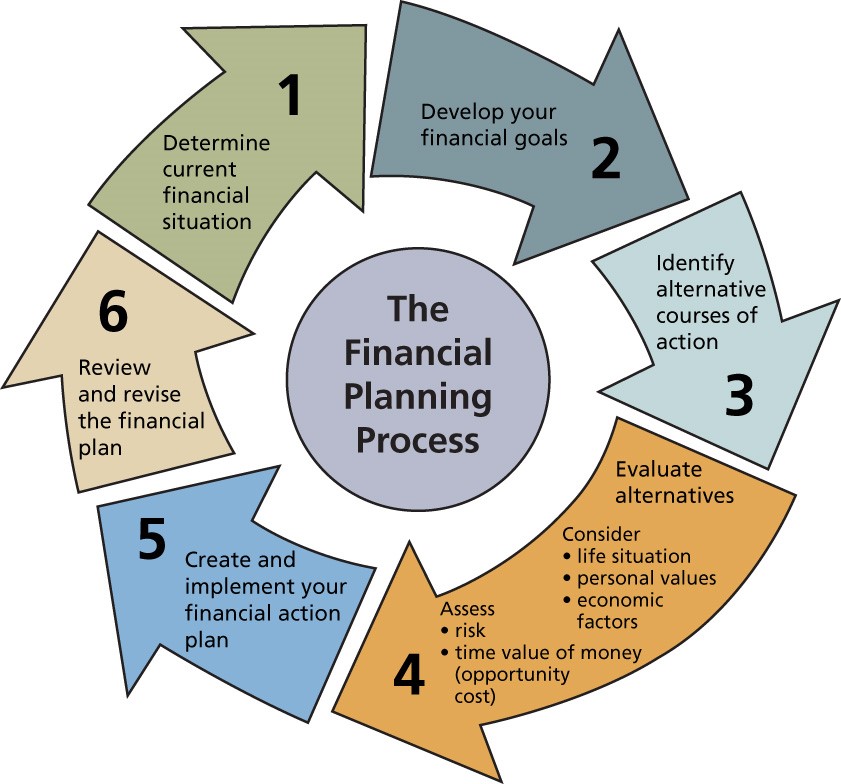 The
Financial
Planning
Process
1
Determine
current
financial
situation
Develop your
financial goals
2
Identify
alternative
courses of
action
3
Evaluate
alternatives
Consider
• life situation
• personal values
• economic
factors
Assess
• risk
• time value of money
(opportunity
cost)
4
5
Create and
implement your
financial action
plan
6
Review
and revise
the financial
plan